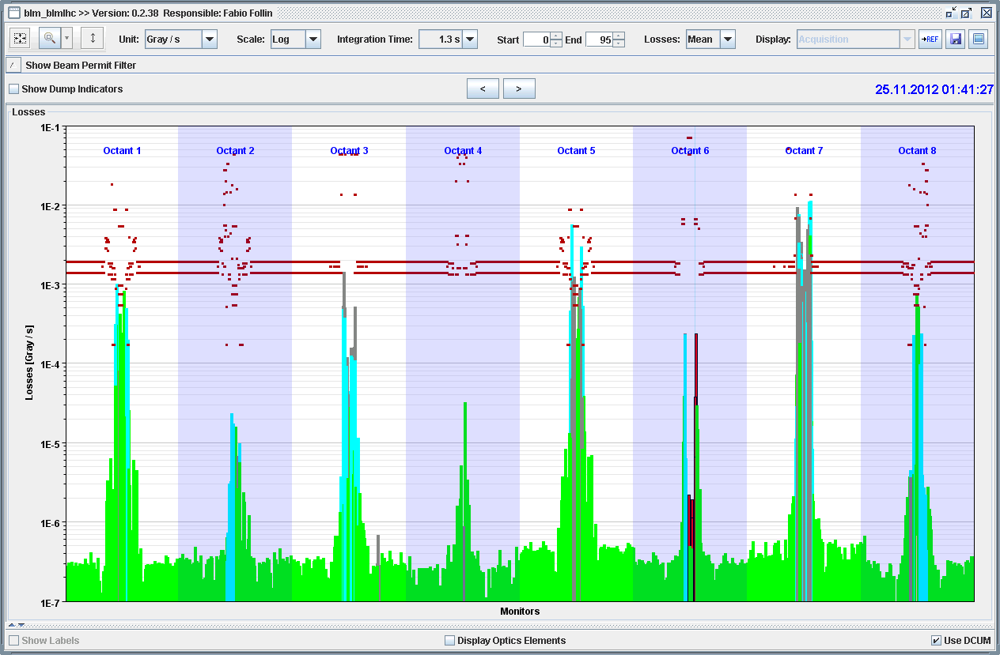 blm_blmlhc >> Version: 0.2.38 Responsible: Fabio Follin
Unit: Gray / s Scale: Log Integration Time: 1.3 s Start 0 End 95 Losses: Mean Display: Acquisition REF
Show Beam Permit Filter
Show Dump Indicators < > 25.11.2012 01:41:27
Losses
1E-1
Octant 1 Octant 2 Octant 3 Octant 4 Octant 5 Octant 6 Octant 7 Octant 8
1E-2
1E-3
1E-4
1E-5
1E-6
1E-7
Losses [Gray / s]
Monitors
Show Labels Display Optics Elements Use DCUM